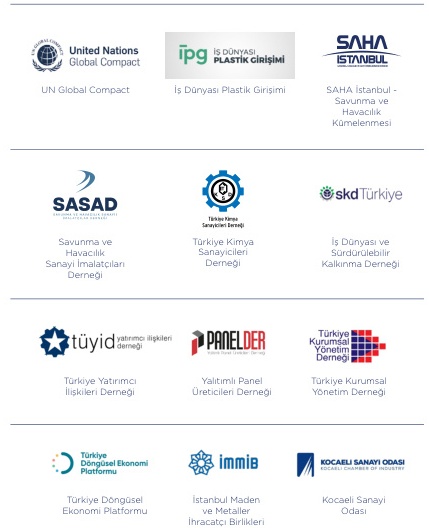 United Nations
Global Compact
ipg İŞ DÜNYASI
PLASTİK GİRİŞİMİ
SAHA
İSTANBUL
UN Global Compact
İş Dünyası Plastik Girişimi
SAHA İstanbul -
Savunma ve
Havacılık
Kümelenmesi
SASAD
Türkiye Kimya
Sanayicileri Derneği
skdTürkiye
Savunma ve
Havacılık
Sanayi İmalatçıları
Derneği
Türkiye Kimya
Sanayicileri
Derneği
İş Dünyası ve
Sürdürülebilir
Kalkınma Derneği
tüyid yatırımcı ilişkileri
derneği
PANELDER
Türkiye
Kurumsal
Yönetim
Derneği
Türkiye Yatırımcı
İlişkileri Derneği
Yalıtımlı Panel
Üreticileri Derneği
Türkiye Kurumsal
Yönetim Derneği
Türkiye
Döngüsel Ekonomi
Platformu
immib
KOCAELİ SANAYİ ODASI
KOCAELI CHAMBER OF INDUSTRY
Türkiye Döngüsel
Ekonomi Platformu
İstanbul Maden
ve Metaller
İhracatçı Birlikleri
Kocaeli Sanayi
Odası